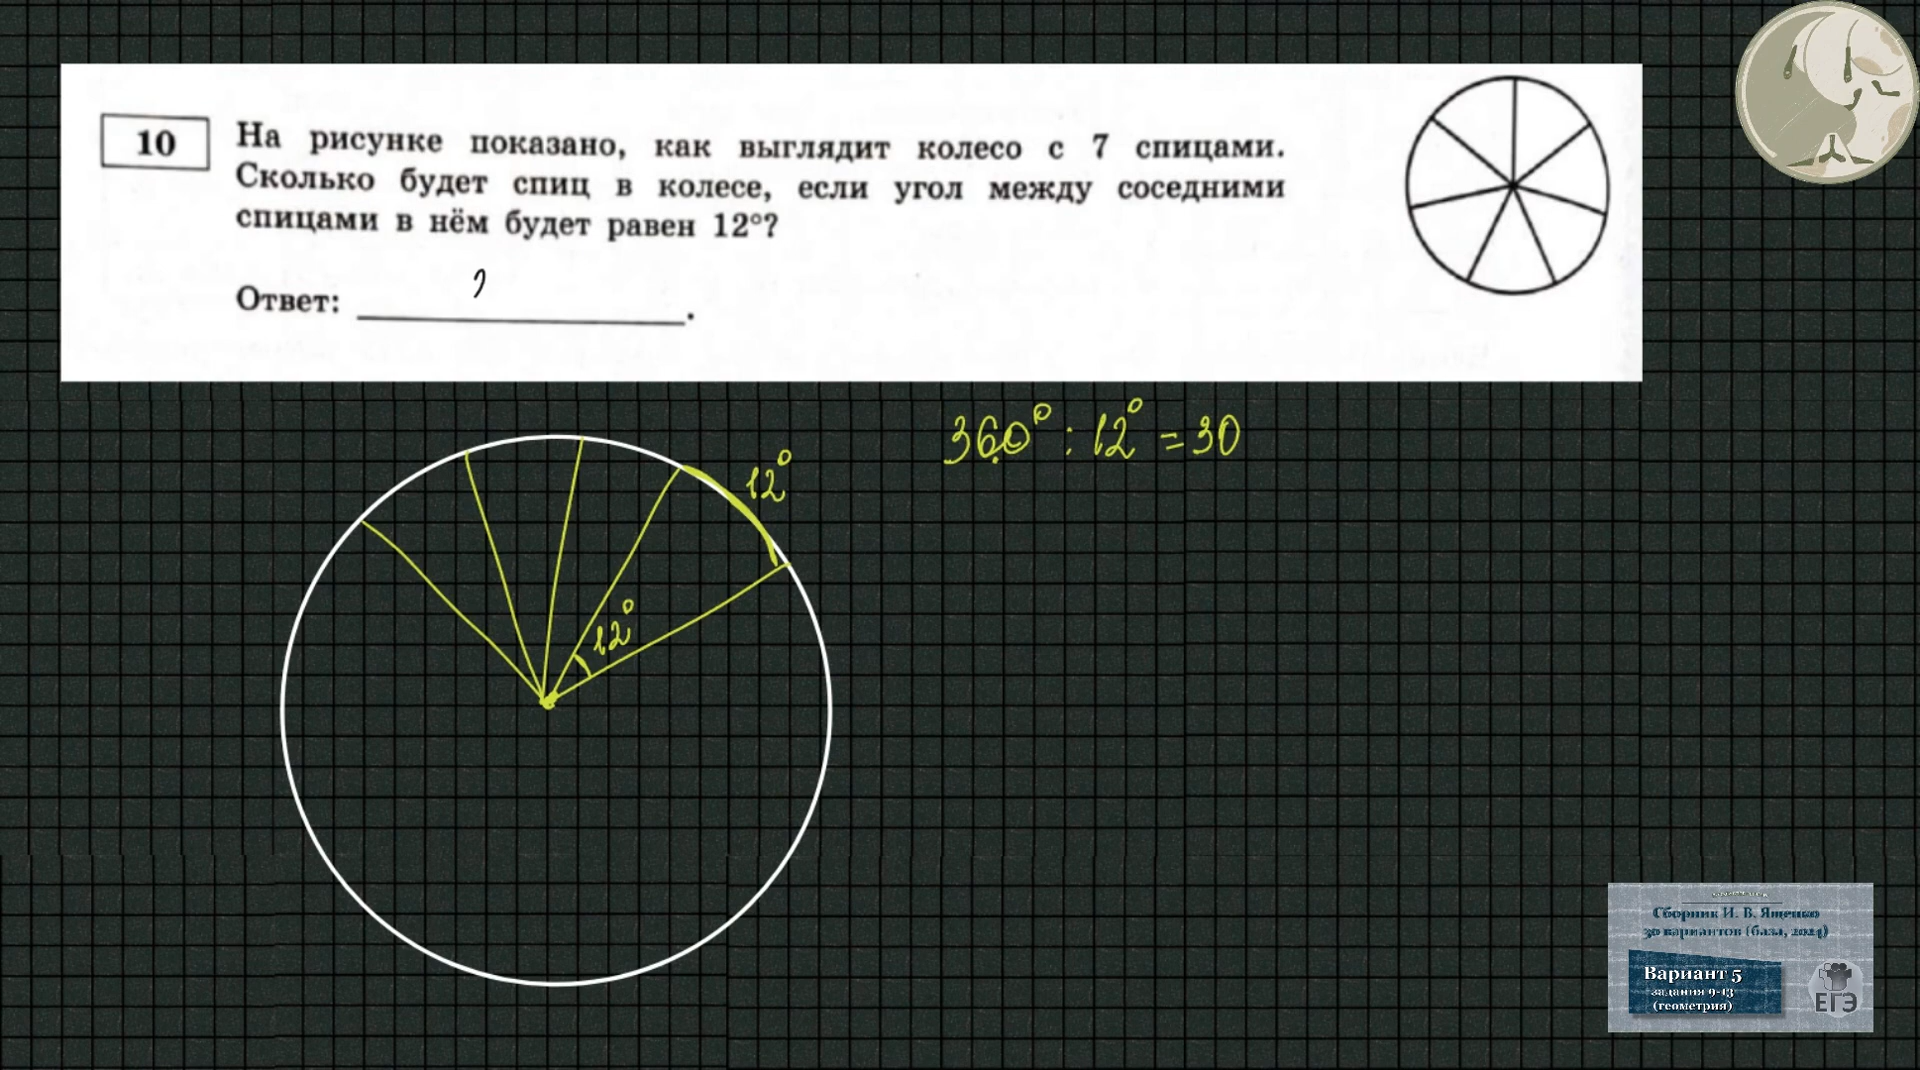 10
На рисунке показано, как выглядит колесо с 7 спицами.
Сколько будет спиц в колесе, если угол между соседними
спицами в нём будет равен 12°?
Ответ: .
360° : 12° = 30
12°
12°
Сборник И. В. Ященко
30 вариантов (база, 2024)
Вариант 5
задания 9-13
(геометрия)
ЕГЭ